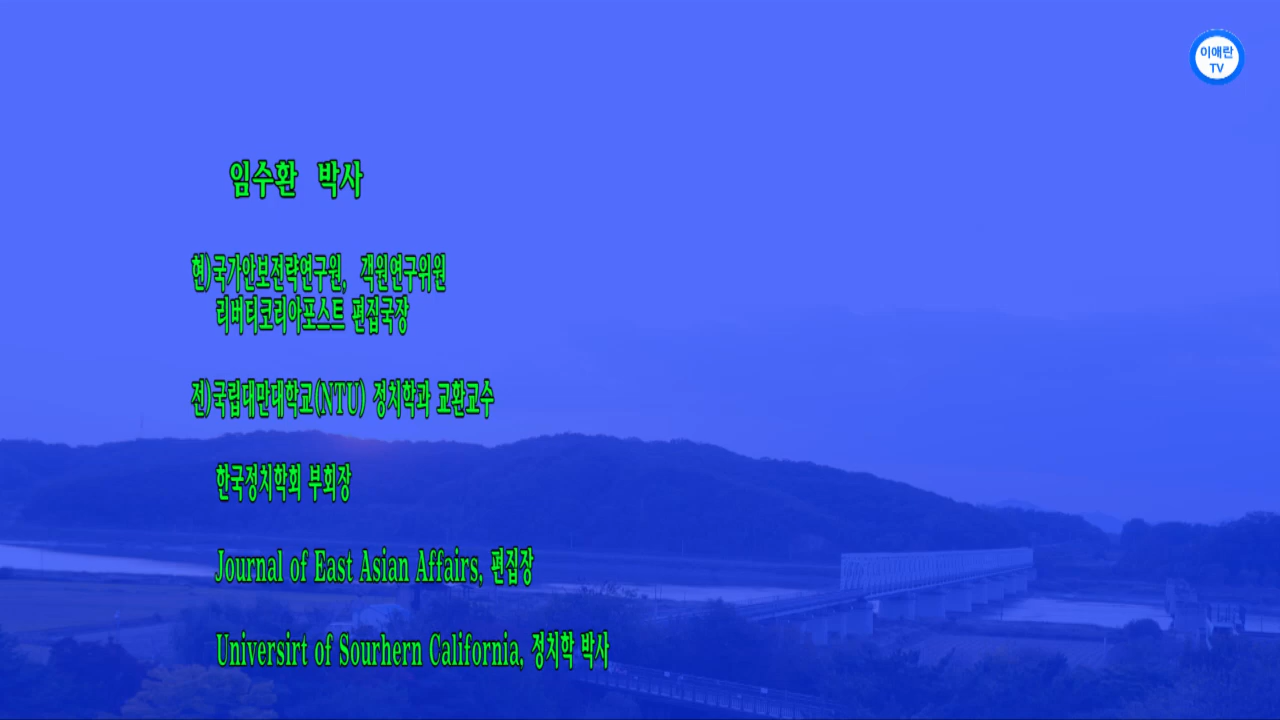 이애란
TV
임수환 박사
현)국가안보전략연구원, 객원연구위원
리버티코리아포스트 편집국장
전)국립대만대학교(NTU) 정치학과 교환교수
한국정치학회 부회장
Journal of East Asian Affairs, 편집장
Universirt of Sourhern California, 정치학 박사